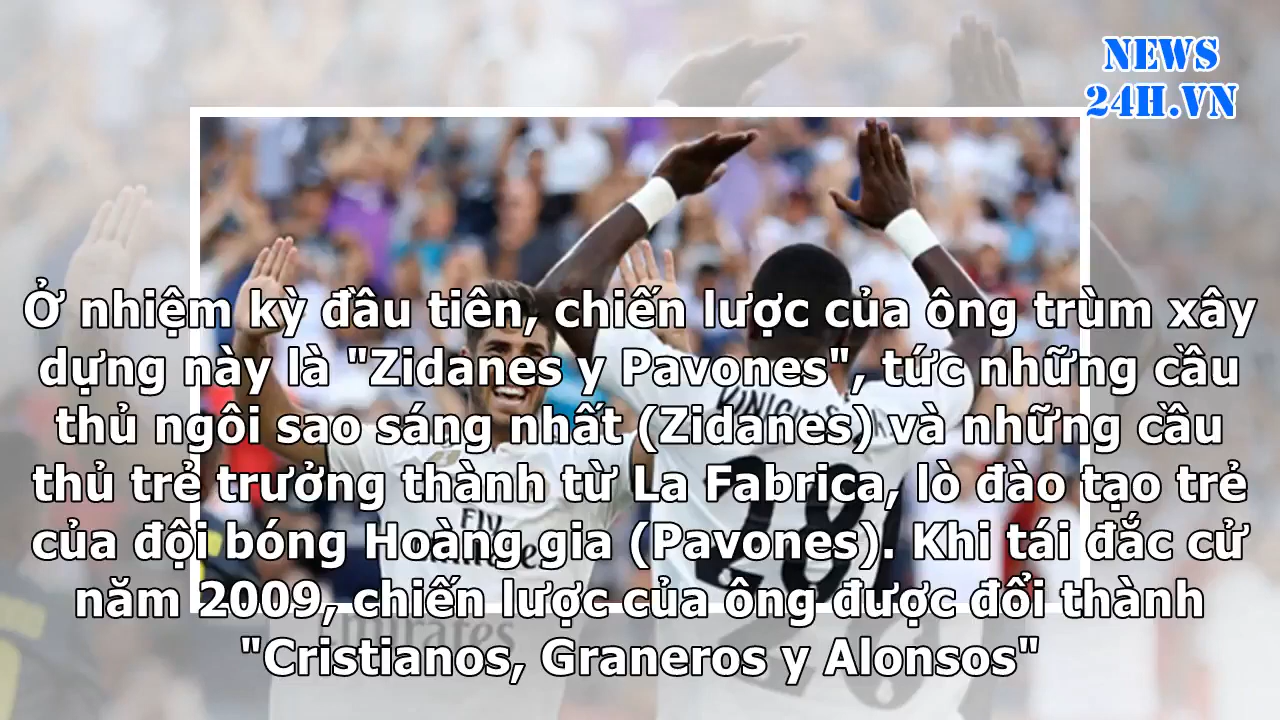 NEWS
24H.VN
Ở nhiệm kỳ đầu tiên, chiến lược của ông trùm xây
dựng này là "Zidanes y Pavones", tức những cầu
thủ ngôi sao sáng nhất (Zidanes) và những cầu
thủ trẻ trưởng thành từ La Fabrica, lò đào tạo trẻ
của đội bóng Hoàng gia (Pavones). Khi tái đắc cử
năm 2009, chiến lược của ông được đổi thành
"Cristianos, Graneros y Alonsos"
Fly
Emirates
28